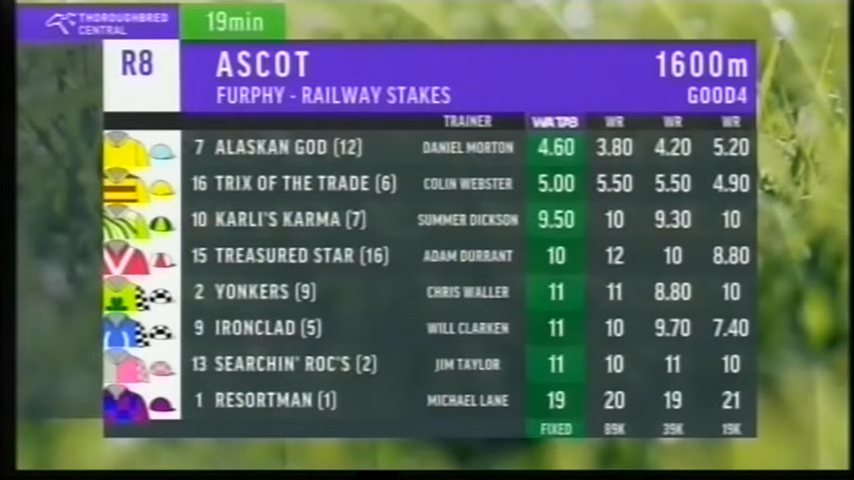 THOROUGHBRED
CENTRAL
19min
R8 ASCOT 1600m
FURPHY - RAILWAY STAKES GOOD4
TRAINER WATAB WR WR WR
7 ALASKAN GOD (12) DANIEL MORTON 4.60 3.80 4.20 5.20
16 TRIX OF THE TRADE (6) COLIN WEBSTER 5.00 5.50 5.50 4.90
10 KARLI'S KARMA (7) SUMMER DICKSON 9.50 10 9.30 10
15 TREASURED STAR (16) ADAM DURRANT 10 12 10 8.80
2 YONKERS (9) CHRIS WALLER 11 11 8.80 10
9 IRONCLAD (5) WILL CLARKEN 11 10 9.70 7.40
13 SEARCHIN' ROC'S (2) JIM TAYLOR 11 10 11 10
1 RESORTMAN (1) MICHAEL LANE 19 20 19 21
FIXED 89K 39K 19K